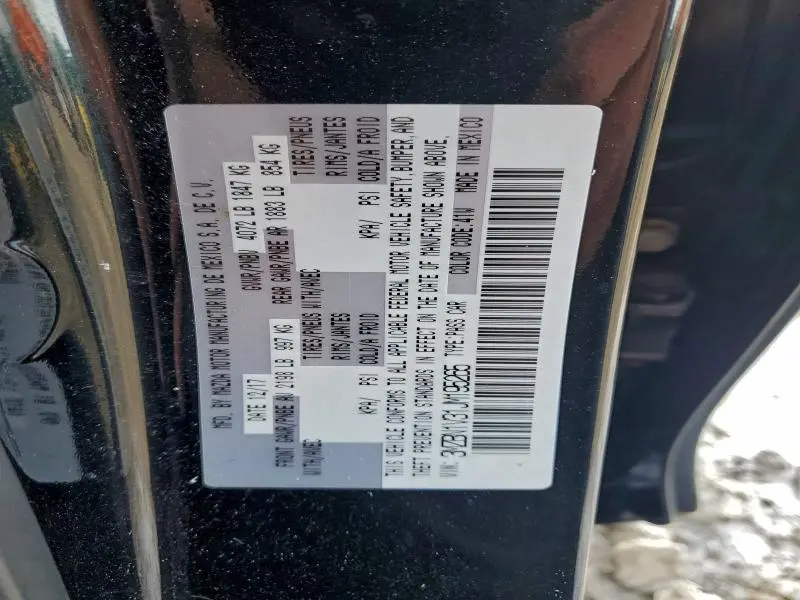 MFD. BY MAZDA MOTOR MANUFACTURING DE MEXICO S.A. DE C.V.
DATE 12/17 GVWR/PNBV 4072 LB 1847 KG
FRONT GAWR/PNBE AV 2198 LB 997 KG REAR GAWR/PNBE AR 1883 LB 854 KG
WITH/AVEC TIRES/PNEUS WITH/AVEC TIRES/PNEUS
RIMS/JANTES RIMS/JANTES
KPA/ PSI COLD/A FROID KPA/ PSI COLD/A FROID
THIS VEHICLE CONFORMS TO ALL APPLICABLE FEDERAL MOTOR VEHICLE SAFETY, BUMPER, AND
THEFT PREVENTION STANDARDS IN EFFECT ON THE DATE OF MANUFACTURE SHOWN ABOVE.
VIN: 3MZBN1V31JM195265 TYPE:PASS CAR COLOR CODE: MADE IN MEXICO